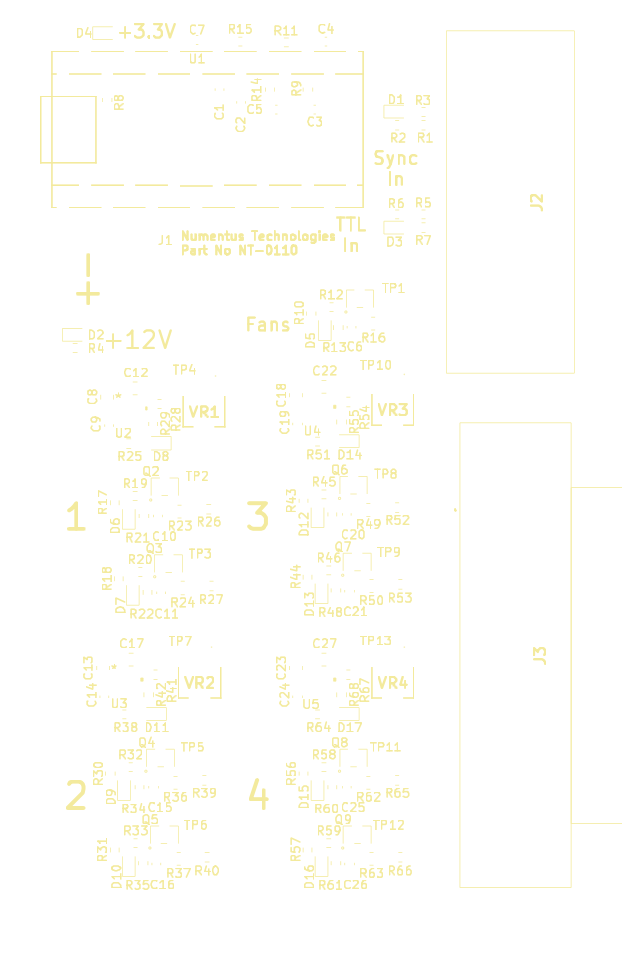 D4 +3.3V C7 R15 R11 C4
U1
R8 C1 C2 C5 R14 R9 C3
D1 R3
R2 R1
Sync
In
R6 R5
J2
TTL
In
D3 R7
J1 Numentus Technologies
Part No NT-0110
- +
R12 TP1
R10
Fans
D5 R13 C6 R16
D2 +12V
R4
TP4 TP10
C12 C22
C8 C18
VR1 VR3
C9 U2 R29 R28 C19 U4 R55 R54
R25 D8 R51 D14
Q2 TP2 Q6 TP8
R19 R45
R17 R43
1 3
D6 R21 C10 R23 R26 D12 C20 R49 R52
Q3 TP3 Q7 TP9
R20 R46
R18 R44
D7 R22 C11 R24 R27 D13 R48 C21 R50 R53
J3
C17 TP7 C27 TP13
C13 C23
VR2 VR4
C14 U3 R42 R41 C24 U5 R68 R67
R38 D11 R64 D17
Q4 TP5 Q8 TP11
R32 R58
R30 R56
2 4
D9 R34 C15 R36 R39 D15 R60 C25 R62 R65
Q5 TP6 Q9 TP12
R33 R59
R31 R57
D10 R35 C16 R37 R40 D16 R61 C26 R63 R66